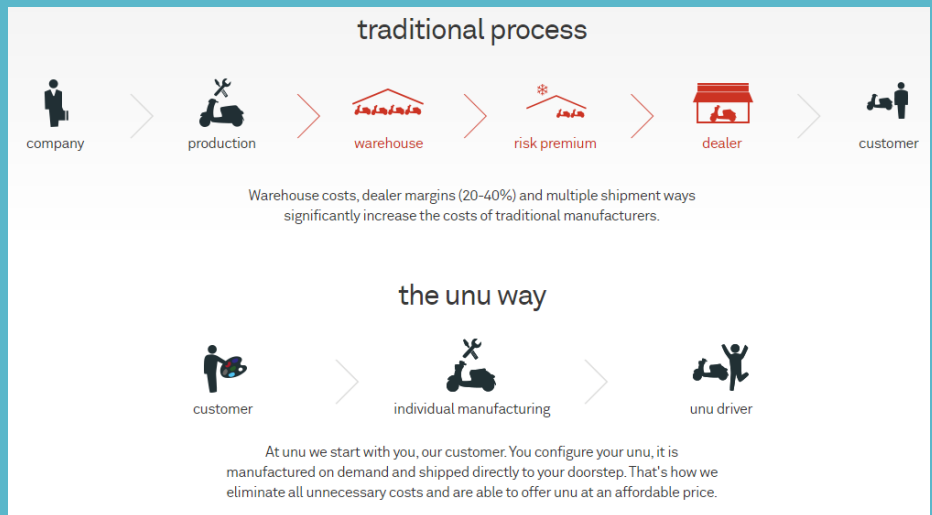 traditional process
company
production
warehouse
risk premium
dealer
customer
Warehouse costs, dealer margins (20-40%) and multiple shipment ways
significantly increase the costs of traditional manufacturers.
the unu way
customer
individual manufacturing
unu driver
At unu we start with you, our customer. You configure your unu, it is
manufactured on demand and shipped directly to your doorstep. That's how we
eliminate all unnecessary costs and are able to offer unu at an affordable price.